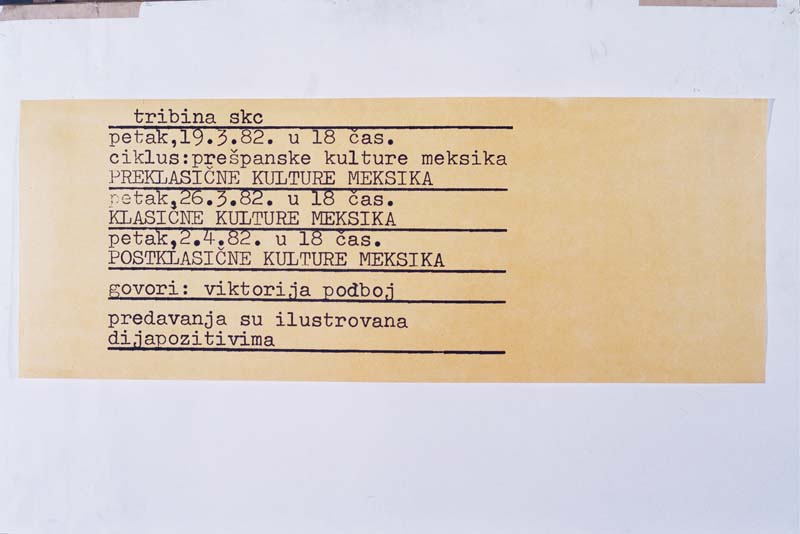 tribina skc
petak,19.3.82. u 18 čas.
ciklus:prešpanske kulture meksika
PREKLASIČNE KULTURE MEKSIKA
petak,26.3.82. u 18 čas.
KLASIČNE KULTURE MEKSIKA
petak,2.4.82. u 18 čas.
POSTKLASIČNE KULTURE MEKSIKA
govori: viktorija podboj
predavanja su ilustrovana
dijapozitivima